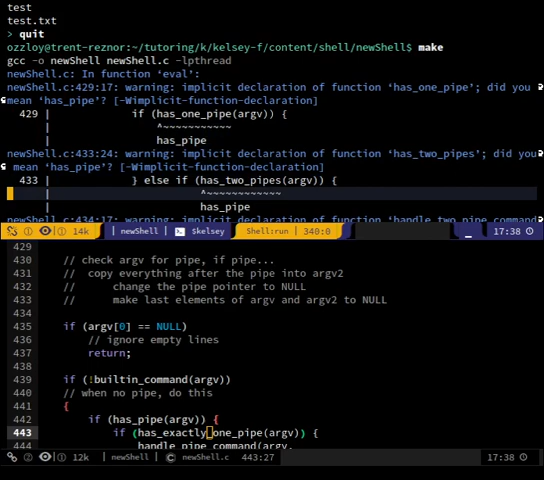 test
test.txt
> quit
ozzloy@trent-reznor:~/tutoring/k/kelsey-f/content/shell/newShell$ make
gcc -o newShell newShell.c -lpthread
newShell.c: In function ‘eval’:
newShell.c:429:17: warning: implicit declaration of function ‘has_one_pipe’; did you
mean ‘has_pipe’? [-Wimplicit-function-declaration]
429 |             if (has_one_pipe(argv)) {
|                 ^~~~~~~~~~~~
|                 has_pipe
newShell.c:433:24: warning: implicit declaration of function ‘has_two_pipes’; did you
mean ‘has_pipe’? [-Wimplicit-function-declaration]
433 |             } else if (has_two_pipes(argv)) {
|                        ^~~~~~~~~~~~~
|                        has_pipe
newShell.c:434:17: warning: implicit declaration of function ‘handle_two_pipe_command
14k | newShell $kelsey Shell:run 340:0 17:38
429
430 // check argv for pipe, if pipe...
431 //   copy everything after the pipe into argv2
432 //       change the pipe pointer to NULL
433 //       make last elements of argv and argv2 to NULL
434
435 if (argv[0] == NULL)
436     // ignore empty lines
437     return;
438
439 if (!builtin_command(argv))
440     // when no pipe, do this
441 {
442     if (has_pipe(argv)) {
443         if (has_exactly_one_pipe(argv)) {
444             handle_pipe_command(argv,
12k | newShell newShell.c 443:27 17:38